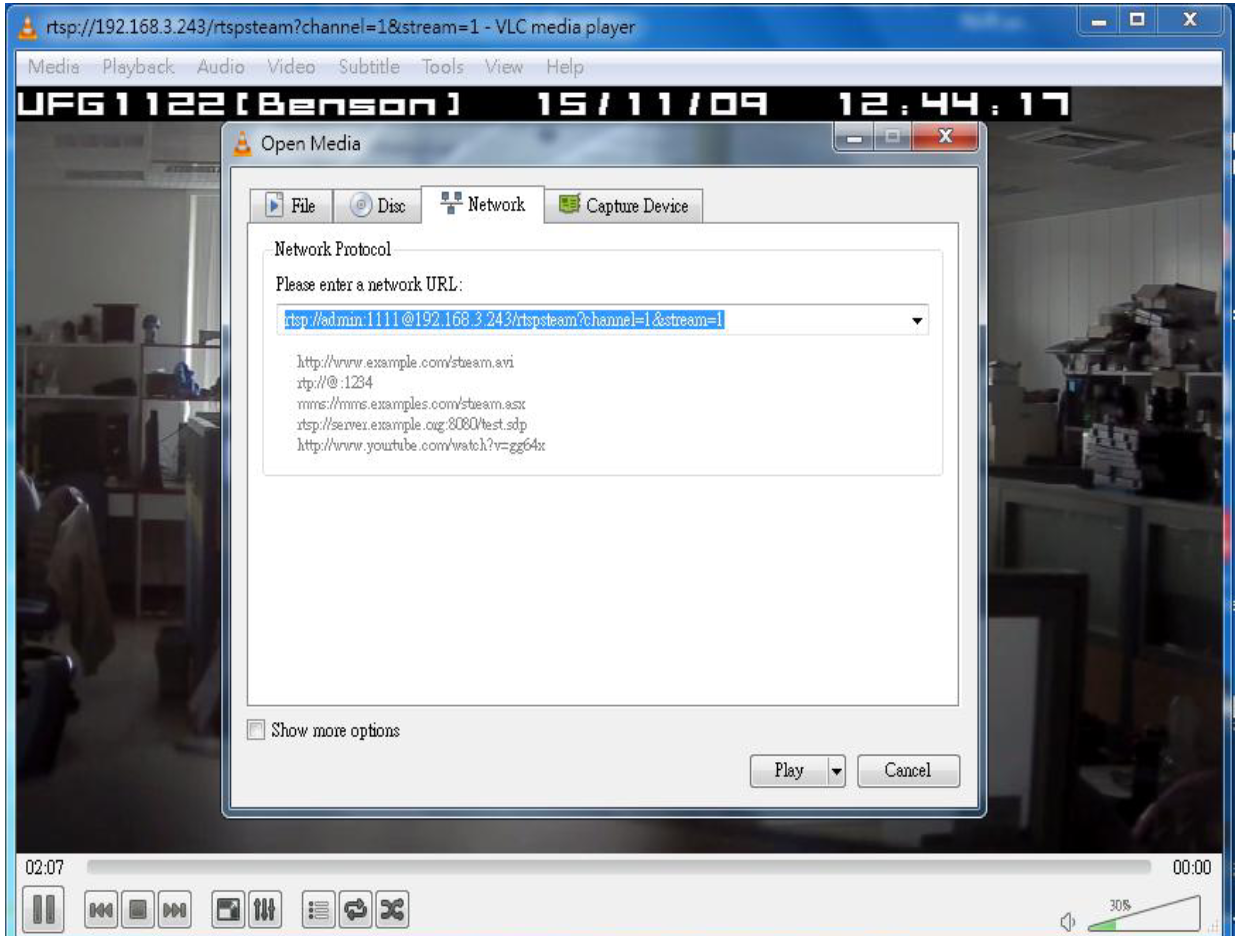 rtsp://192.168.3.243/rtspsteam?channel=1&stream=1 - VLC media player
Media Playback Audio Video Subtitle Tools View Help
UFG1122[Benson] 15/11/09 12:44:17
Open Media
File Disc Network Capture Device
Network Protocol
Please enter a network URL:
rtsp://admin:1111@192.168.3.243/rtspsteam?channel=1&stream=1
http://www.example.com/stream.avi
rtp://@:1234
mms://mms.examples.com/stream.asx
rtsp://server.example.org:8080/test.sdp
http://www.yourtube.com/watch?v=gg64x
Show more options
Play Cancel
02:07 00:00
30%